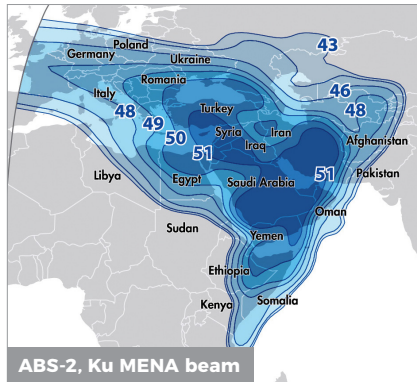 43
Poland
Germany
Ukraine
Romania
46
Italy
48
48
Turkey
49
50
Syria
Iran
Afghanistan
51
Iraq
Libya
Egypt
Saudi Arabia
51
Pakistan
Oman
Sudan
Yemen
Ethiopia
Kenya
Somalia
ABS-2, Ku MENA beam